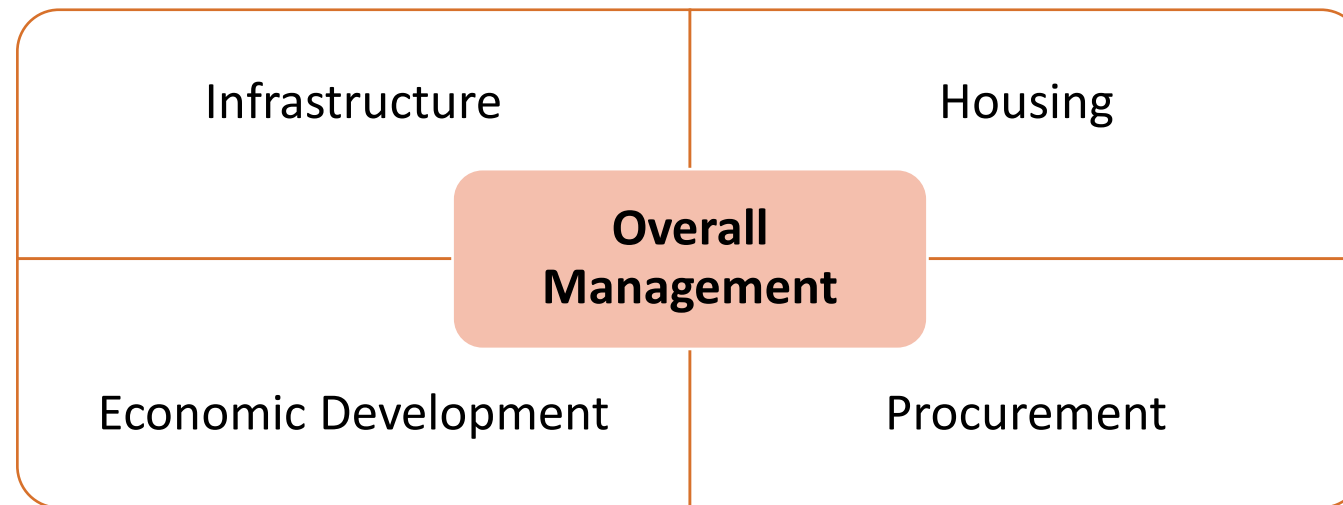 Infrastructure
Housing
Overall
Management
Economic Development
Procurement